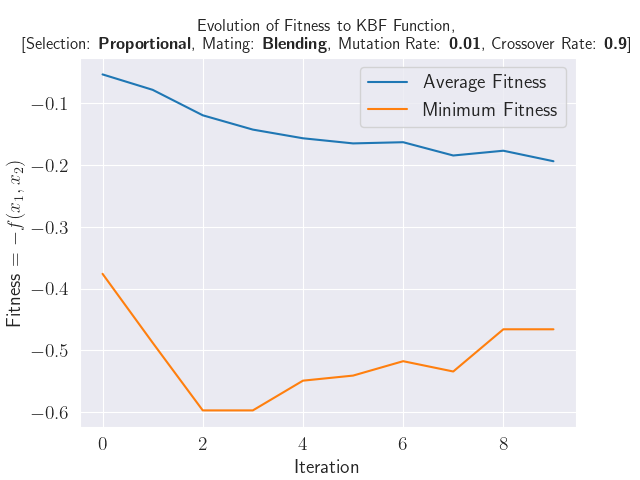 Evolution of Fitness to KBF Function,
[Selection: Proportional, Mating: Blending, Mutation Rate: 0.01, Crossover Rate: 0.9]
Average Fitness
Minimum Fitness
Fitness = −f(x₁, x₂)
−0.1
−0.2
−0.3
−0.4
−0.5
−0.6
0 2 4 6 8
Iteration